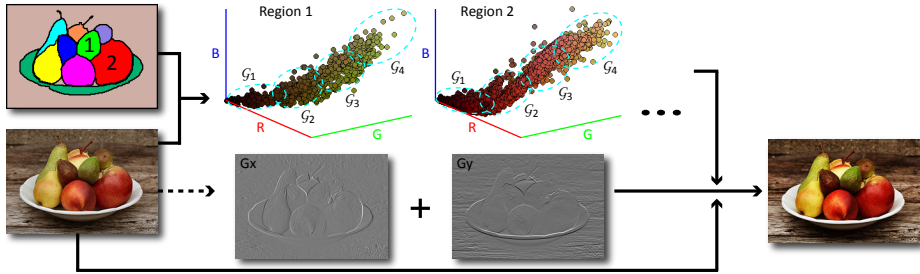 1
2
Region 1
B
𝒢1
𝒢2
𝒢3
𝒢4
R
G
Region 2
B
𝒢1
𝒢2
𝒢3
𝒢4
R
G
...
Gx
+
Gy